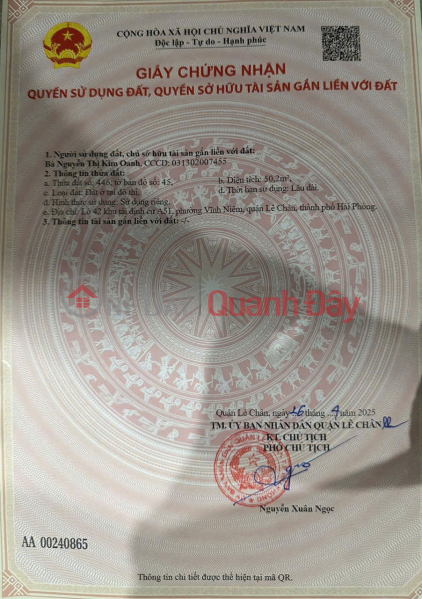 CỘNG HÒA XÃ HỘI CHỦ NGHĨA VIỆT NAM
Độc lập - Tự do - Hạnh phúc
GIẤY CHỨNG NHẬN
QUYỀN SỬ DỤNG ĐẤT, QUYỀN SỞ HỮU TÀI SẢN GẮN LIỀN VỚI ĐẤT
1. Người sử dụng đất, chủ sở hữu tài sản gắn liền với đất:
Bà Nguyễn Thị Kim Oanh, CCCD: 031302007455
2. Thông tin thửa đất:
a. Thửa đất số: 446, tờ bản đồ số: 45, b. Diện tích: 50,2m²,
c. Loại đất: Đất ở tại đô thị, d. Thời hạn sử dụng: Lâu dài,
đ. Hình thức sử dụng: Sử dụng riêng,
e. Địa chỉ: Lô 42 khu tái định cư A51, phường Vĩnh Niệm, quận Lê Chân, thành phố Hải Phòng.
3. Thông tin tài sản gắn liền với đất: -/-
Quanh Đây
Quận Lê Chân, ngày 16 tháng 4 năm 2025
TM. ỦY BAN NHÂN DÂN QUẬN LÊ CHÂN
KT. CHỦ TỊCH
PHÓ CHỦ TỊCH
Nguyễn Xuân Ngọc
AA 00240865
Thông tin chi tiết được thể hiện tại mã QR.